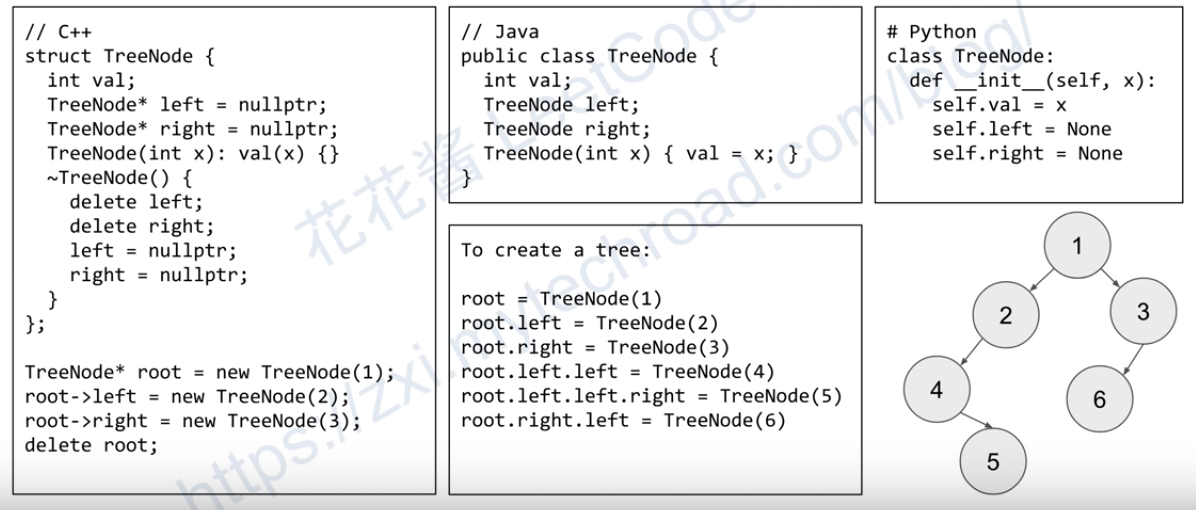 // C++
struct TreeNode {
  int val;
  TreeNode* left = nullptr;
  TreeNode* right = nullptr;
  TreeNode(int x): val(x) {}
  ~TreeNode() {
    delete left;
    delete right;
    left = nullptr;
    right = nullptr;
  }
};

TreeNode* root = new TreeNode(1);
root->left = new TreeNode(2);
root->right = new TreeNode(3);
delete root;
// Java
public class TreeNode {
  int val;
  TreeNode left;
  TreeNode right;
  TreeNode(int x) { val = x; }
}
To create a tree:

root = TreeNode(1)
root.left = TreeNode(2)
root.right = TreeNode(3)
root.left.left = TreeNode(4)
root.left.left.right = TreeNode(5)
root.right.left = TreeNode(6)
# Python
class TreeNode:
  def __init__(self, x):
    self.val = x
    self.left = None
    self.right = None
1
2
3
4
6
5
花花酱 LeetCode
https://zxi.mytechroad.com/blog/